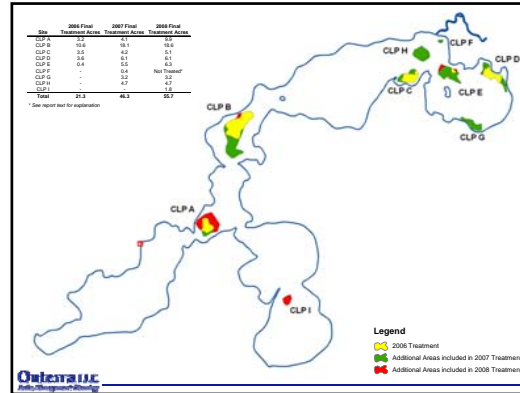 2006 Final 2007 Final 2008 Final
Site Treatment Acres Treatment Acres Treatment Acres
CLP A 3.2 4.1 9.9
CLP B 10.6 18.1 18.6
CLP C 3.5 4.2 5.1
CLP D 3.6 6.1 6.1
CLP E 0.4 5.5 6.3
CLP F - 0.4 Not Treated*
CLP G - 3.2 3.2
CLP H - 4.7 4.7
CLP I - - 1.8
Total 21.3 46.3 55.7
* See report text for explanation
CLP F
CLP H
CLP D
CLP C
CLP E
CLP B
CLP G
CLP A
CLP I
Legend
2006 Treatment
Additional Areas included in 2007 Treatment
Additional Areas included in 2008 Treatment
Onterra LLC